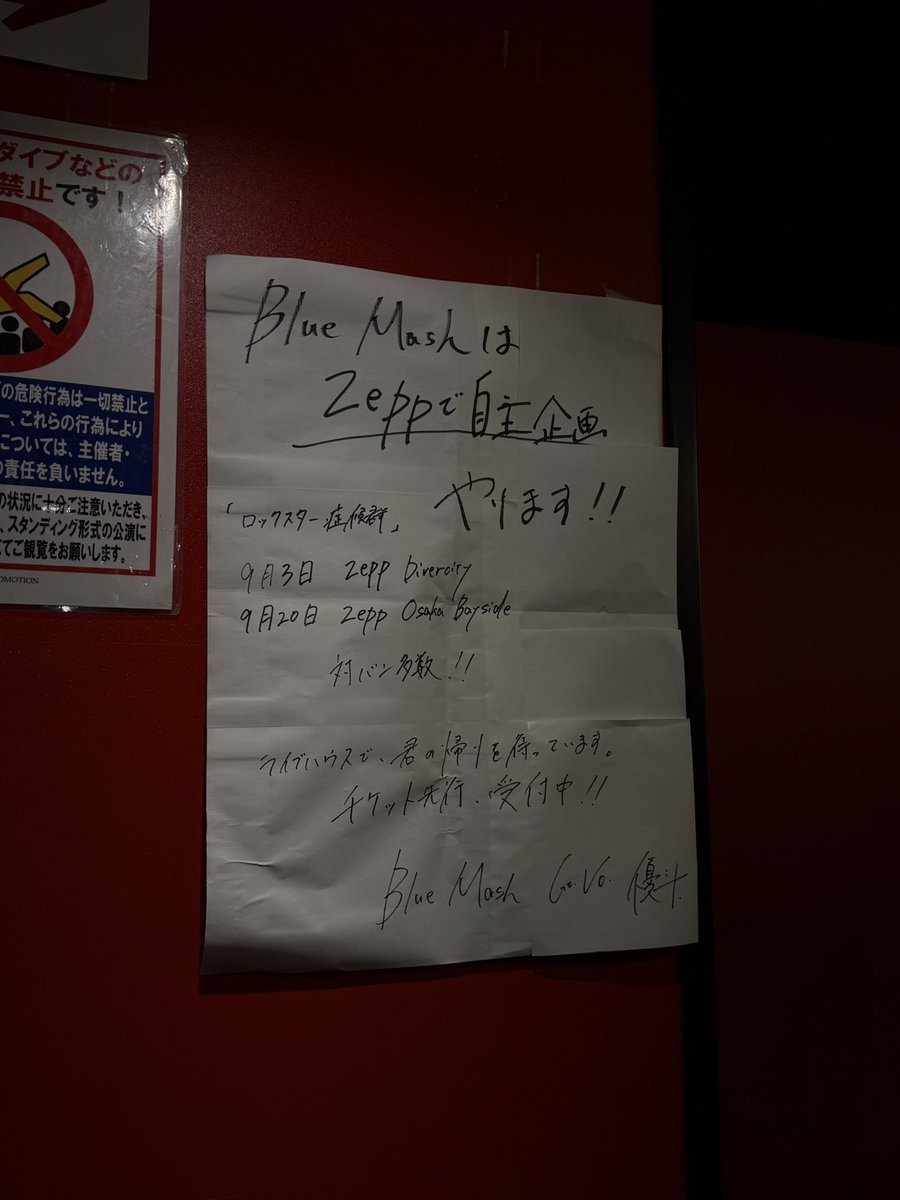 ダイブなどの
禁止です！
の危険行為は一切禁止と
ー、これらの行為により
については、主催者・
の責任を負いません。
の状況に十分ご注意いただき、
、スタンディング形式の公演に
てご観覧をお願いします。
OMOTION
Blue Mashは
Zeppで自主企画
やります!!
「ロックスター症候群」
9月3日 Zepp Divercity
9月20日 Zepp Osaka Bayside
対バン多数!!
ライブハウスで、君の帰りを待っています。
チケット先行、受付中!!
Blue Mash Gt.Vo. 優斗